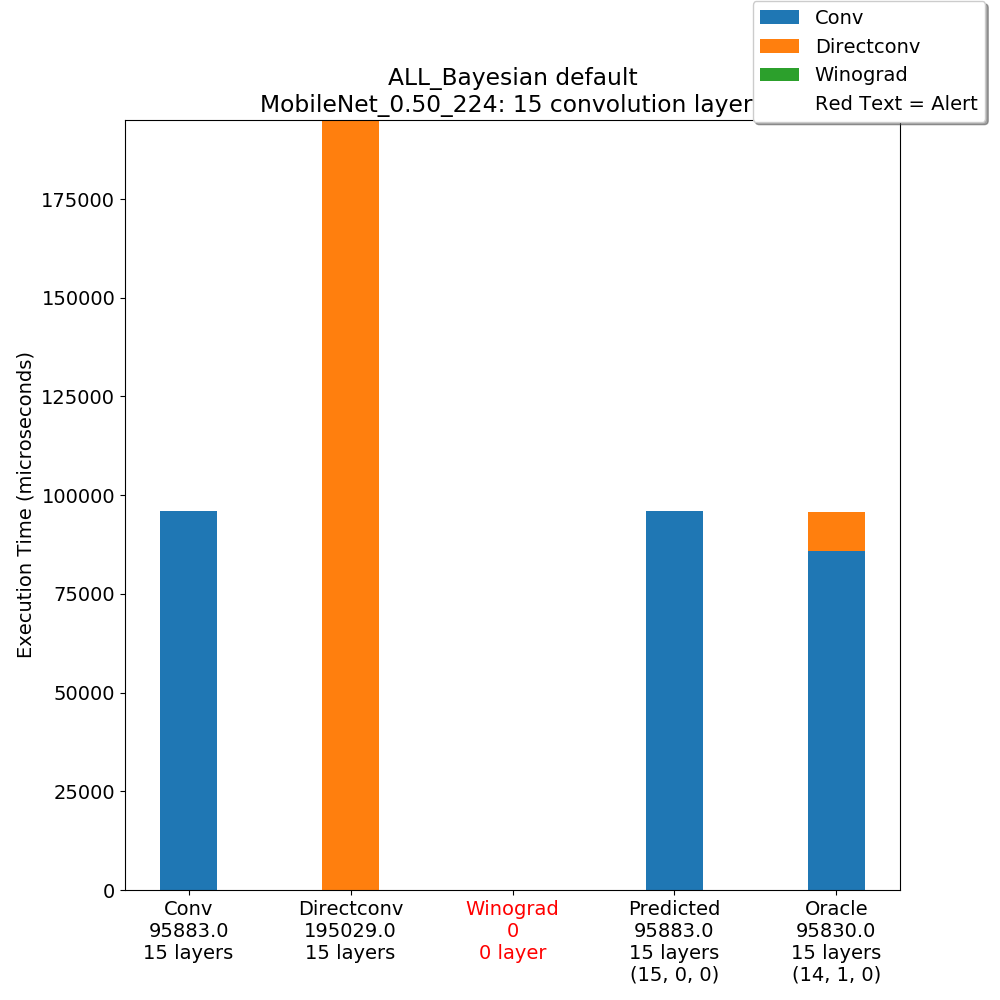 Conv
Directconv
Winograd
Red Text = Alert
ALL_Bayesian default
MobileNet_0.50_224: 15 convolution layer
Execution Time (microseconds)
175000
150000
125000
100000
75000
50000
25000
0
Conv
95883.0
15 layers
Directconv
195029.0
15 layers
Winograd
0
0 layer
Predicted
95883.0
15 layers
(15, 0, 0)
Oracle
95830.0
15 layers
(14, 1, 0)